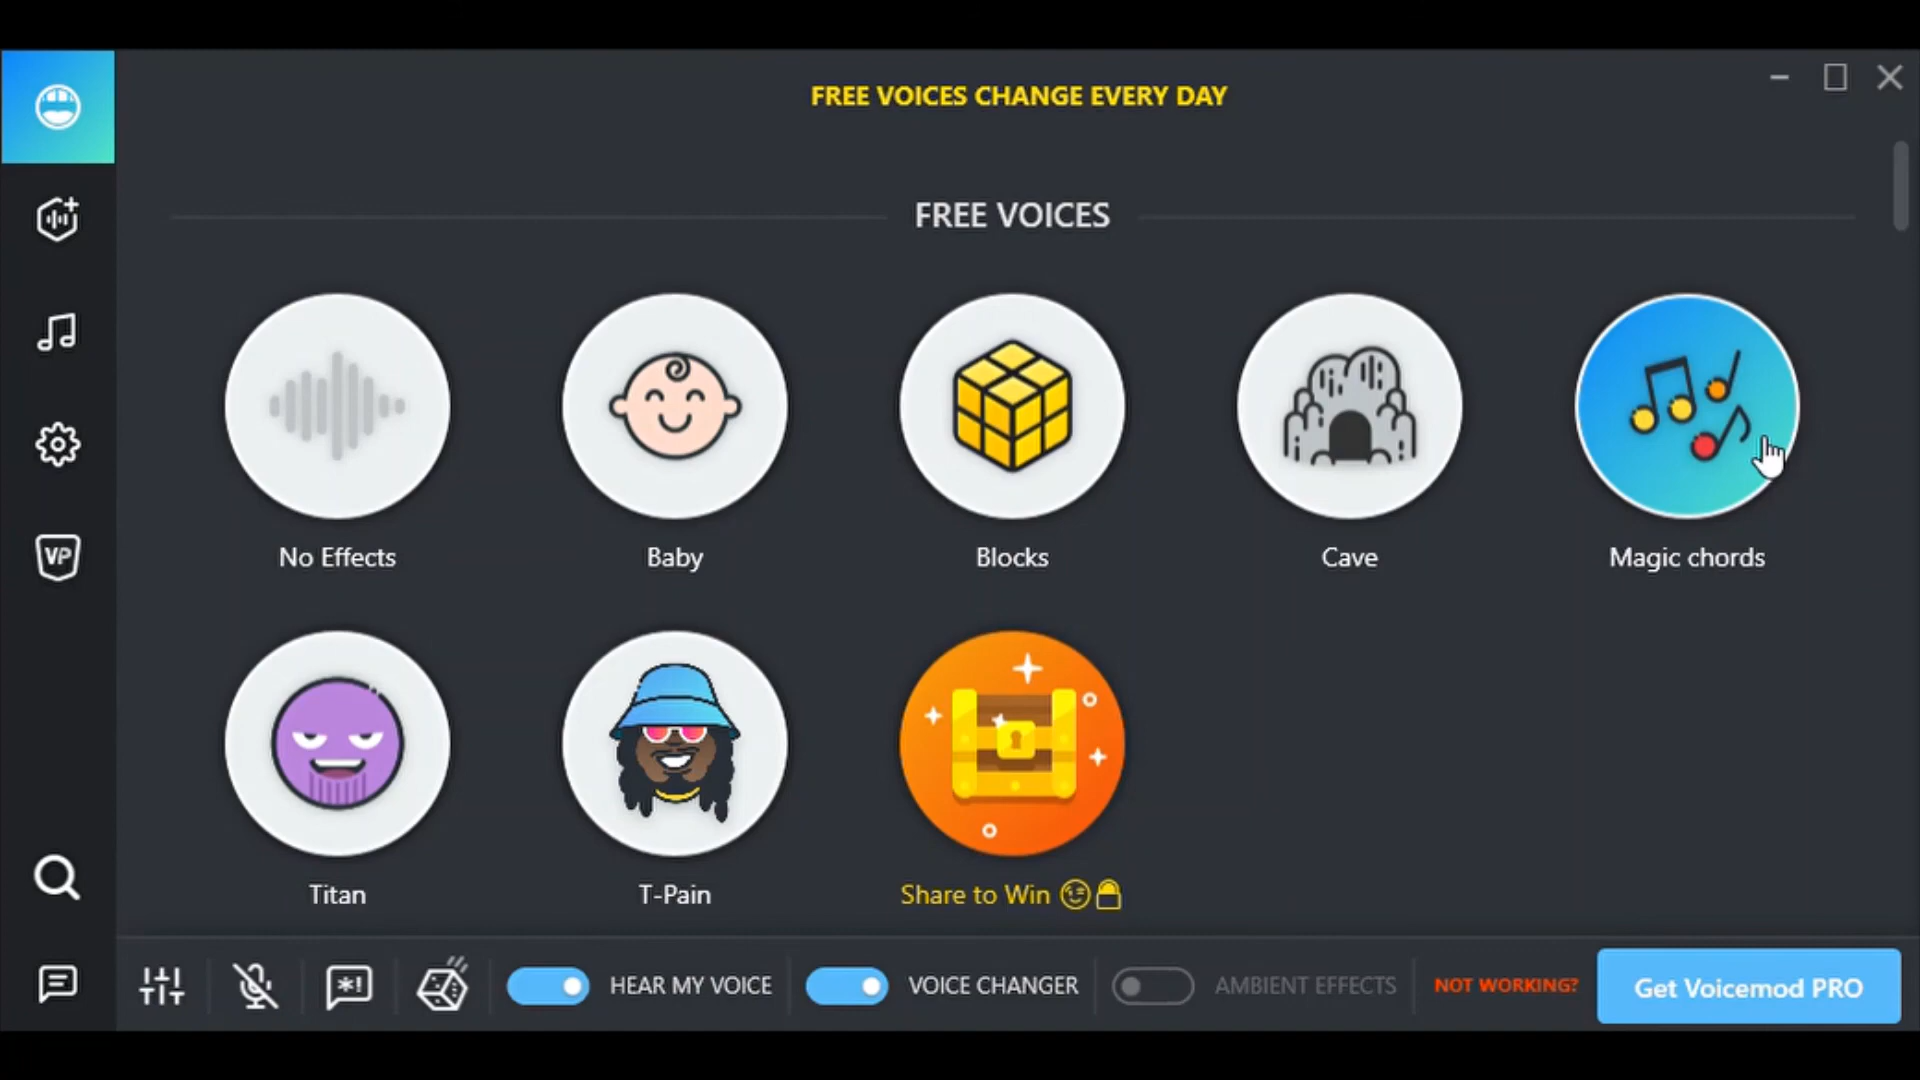 FREE VOICES CHANGE EVERY DAY
FREE VOICES
No Effects
Baby
Blocks
Cave
Magic chords
VP
Titan
T-Pain
Share to Win
*!
HEAR MY VOICE
VOICE CHANGER
AMBIENT EFFECTS
NOT WORKING?
Get Voicemod PRO